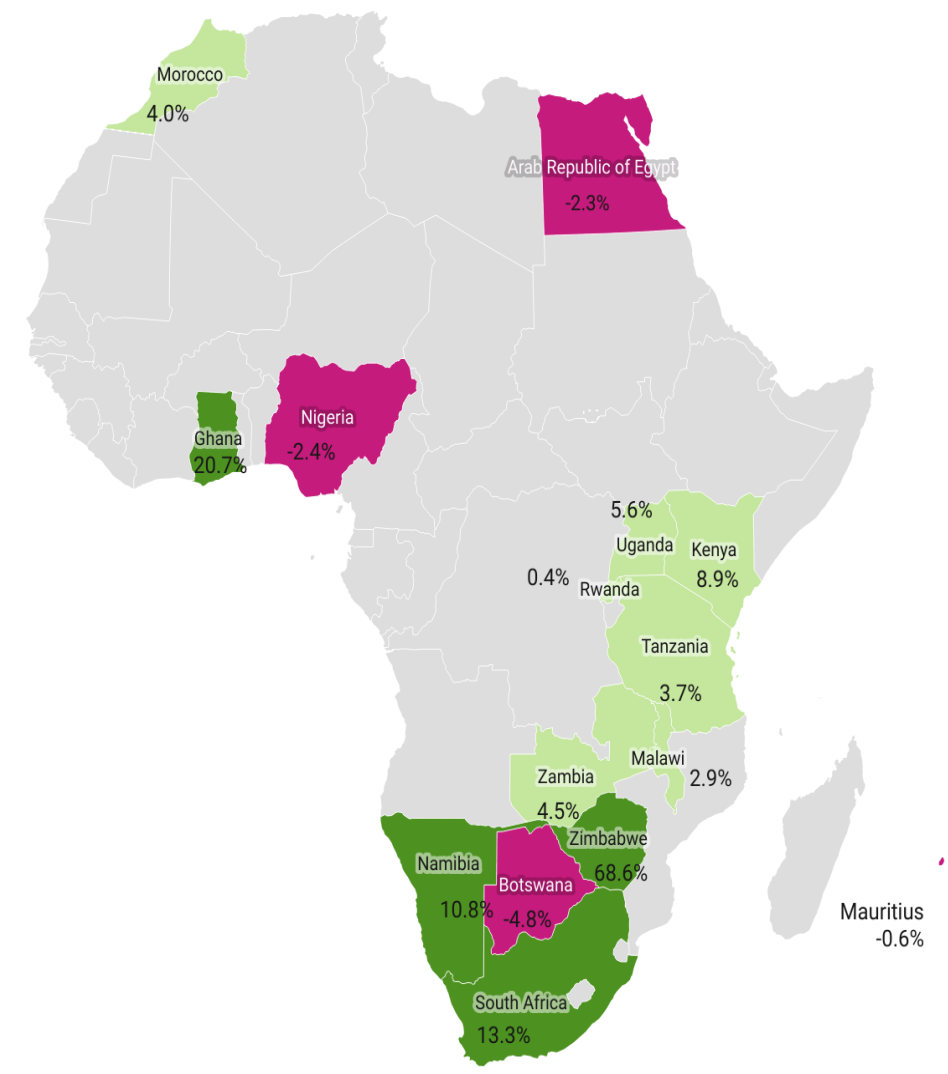 Morocco
4.0%
Arab Republic of Egypt
-2.3%
Nigeria
-2.4%
Ghana
20.7%
5.6%
Uganda
Kenya
8.9%
0.4%
Rwanda
Tanzania
3.7%
Malawi
2.9%
Zambia
4.5%
Zimbabwe
68.6%
Namibia
10.8%
Botswana
-4.8%
Mauritius
-0.6%
South Africa
13.3%